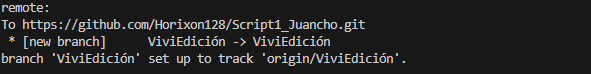 remote:
To https://github.com/Horixon128/Script1_Juancho.git
 * [new branch]      ViviEdición -> ViviEdición
branch 'ViviEdición' set up to track 'origin/ViviEdición'.